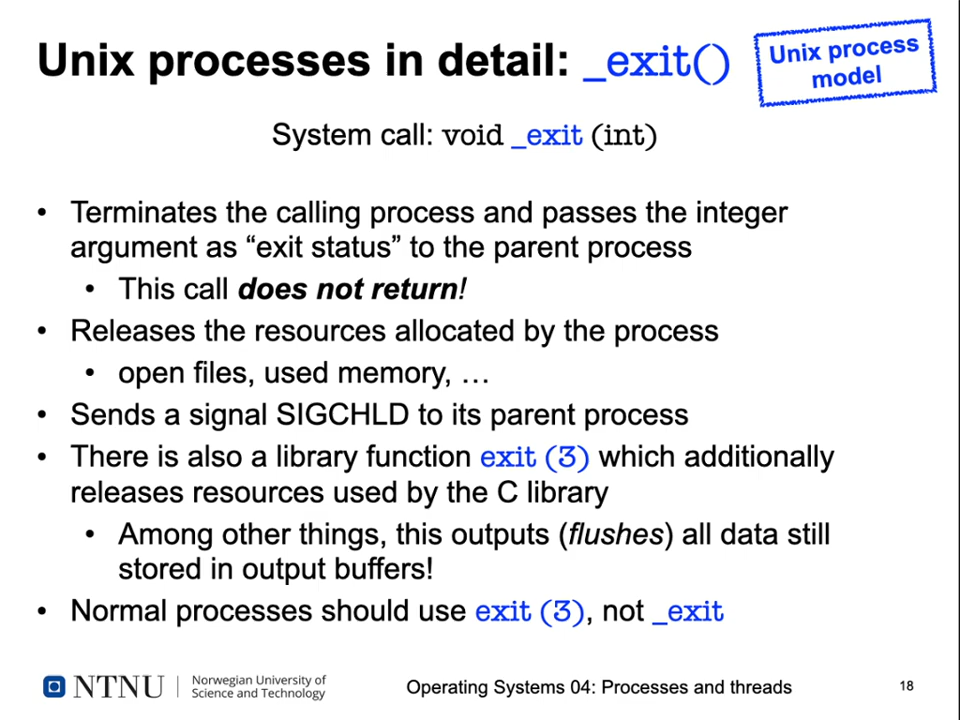 Unix processes in detail: _exit()
Unix process
model
System call: void _exit (int)
• Terminates the calling process and passes the integer
argument as “exit status” to the parent process
• This call does not return!
• Releases the resources allocated by the process
• open files, used memory, …
• Sends a signal SIGCHLD to its parent process
• There is also a library function exit (3) which additionally
releases resources used by the C library
• Among other things, this outputs (flushes) all data still
stored in output buffers!
• Normal processes should use exit (3), not _exit
NTNU
Norwegian University of
Science and Technology
Operating Systems 04: Processes and threads
18